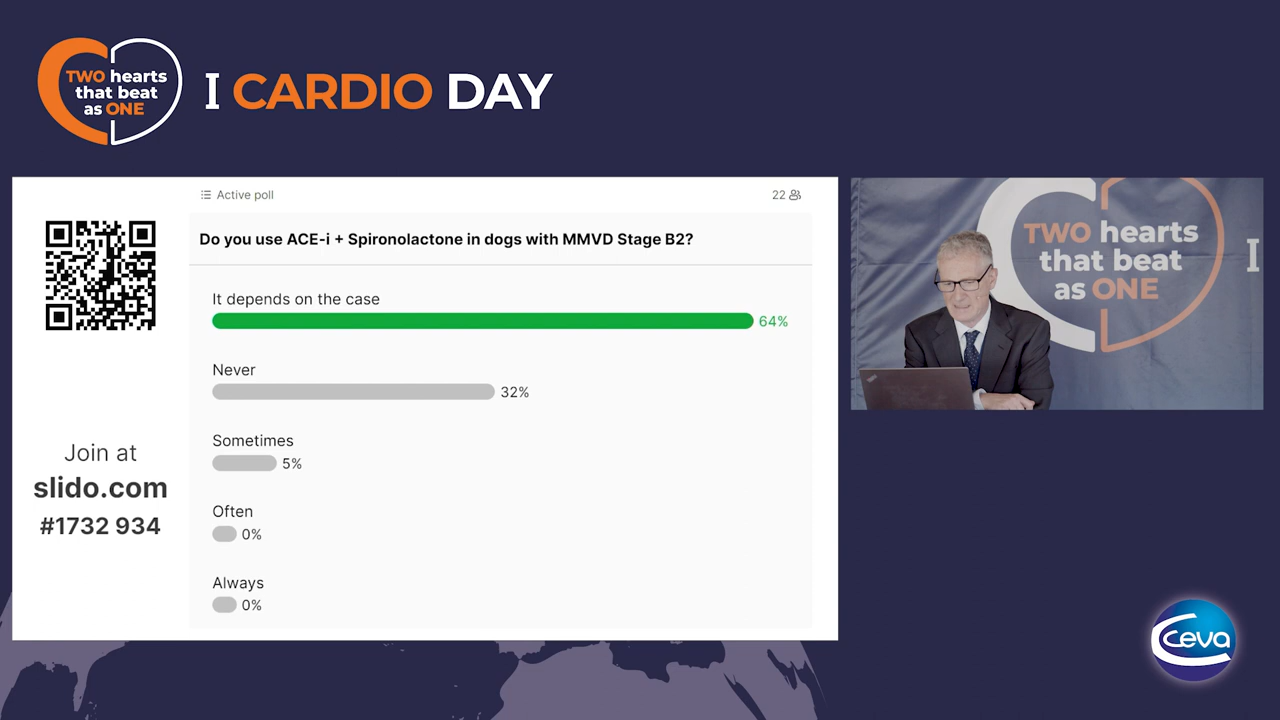 TWO hearts
that beat
as ONE
I CARDIO DAY
Active poll
22
Do you use ACE-i + Spironolactone in dogs with MMVD Stage B2?
It depends on the case
64%
Never
32%
Sometimes
5%
Often
0%
Always
0%
Join at
slido.com
#1732 934
TWO hearts
that beat
as ONE
I
Ceva